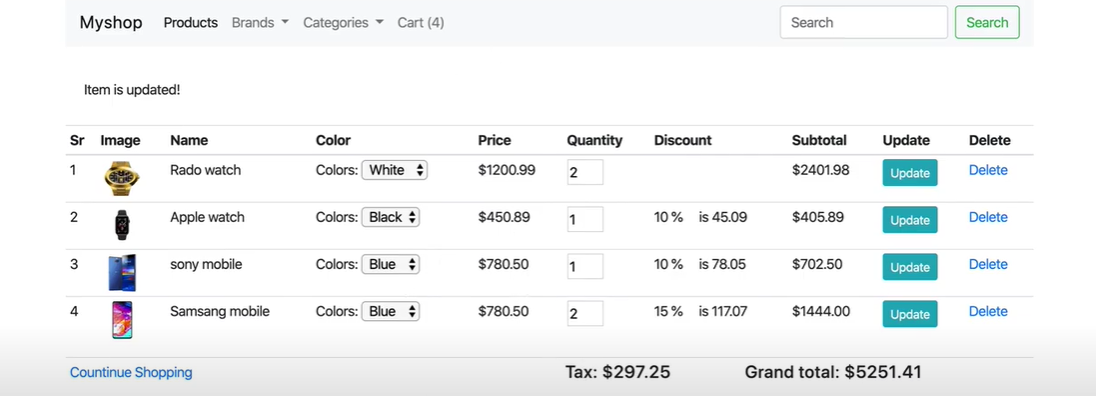 Myshop Products Brands Categories Cart (4) Search Search
Item is updated!
Sr Image Name Color Price Quantity Discount Subtotal Update Delete
1 Rado watch Colors: White $1200.99 2 $2401.98 Update Delete
2 Apple watch Colors: Black $450.89 1 10 % is 45.09 $405.89 Update Delete
3 sony mobile Colors: Blue $780.50 1 10 % is 78.05 $702.50 Update Delete
4 Samsang mobile Colors: Blue $780.50 2 15 % is 117.07 $1444.00 Update Delete
Countinue Shopping Tax: $297.25 Grand total: $5251.41